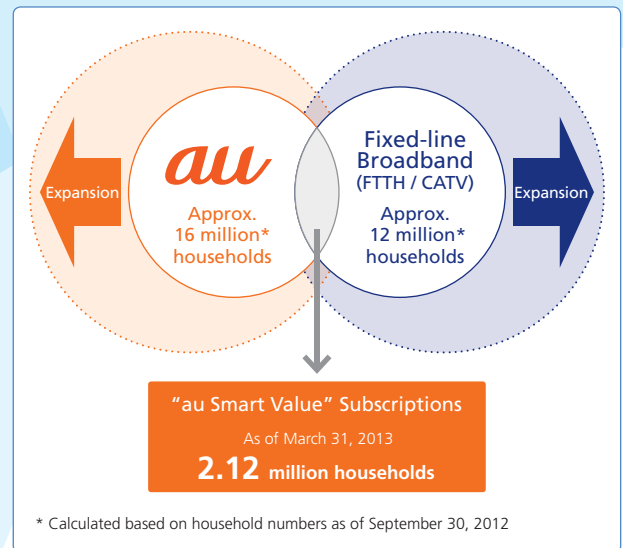 au
Approx.
16 million*
households
Expansion
Fixed-line
Broadband
(FTTH / CATV)
Approx.
12 million*
households
Expansion
“au Smart Value” Subscriptions
As of March 31, 2013
2.12 million households
* Calculated based on household numbers as of September 30, 2012